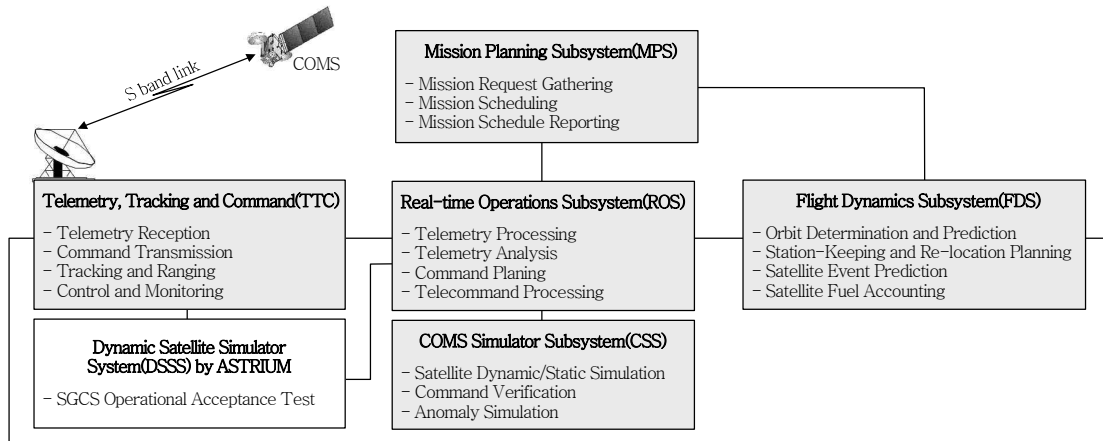 COMS
S band link
Mission Planning Subsystem(MPS)
- Mission Request Gathering
- Mission Scheduling
- Mission Schedule Reporting
Telemetry, Tracking and Command(TTC)
- Telemetry Reception
- Command Transmission
- Tracking and Ranging
- Control and Monitoring
Real-time Operations Subsystem(ROS)
- Telemetry Processing
- Telemetry Analysis
- Command Planing
- Telecommand Processing
Flight Dynamics Subsystem(FDS)
- Orbit Determination and Prediction
- Station-Keeping and Re-location Planning
- Satellite Event Prediction
- Satellite Fuel Accounting
Dynamic Satellite Simulator
System(DSSS) by ASTRIUM
- SGCS Operational Acceptance Test
COMS Simulator Subsystem(CSS)
- Satellite Dynamic/Static Simulation
- Command Verification
- Anomaly Simulation